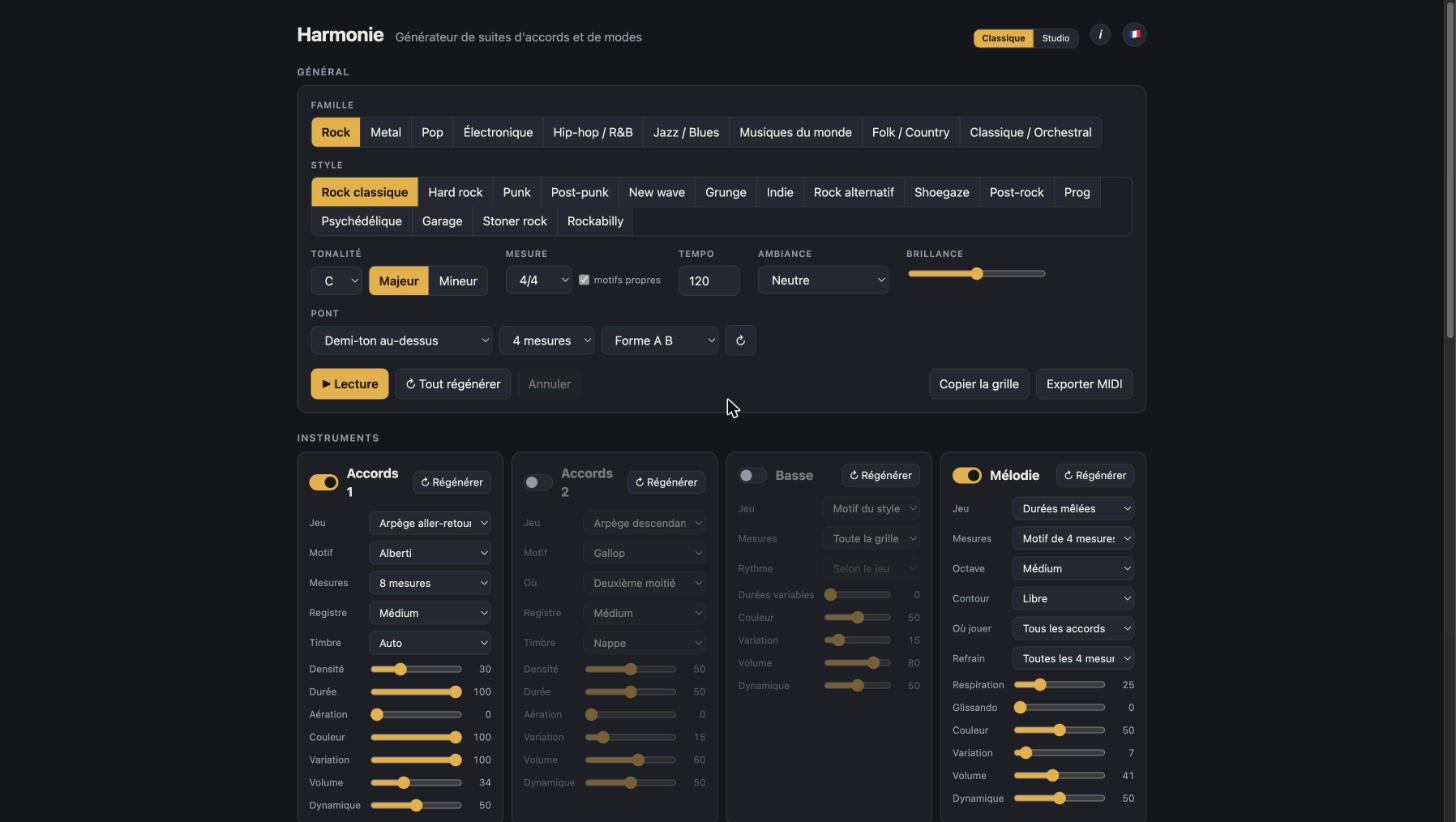 Harmonie Générateur de suites d'accords et de modes Classique Studio i
GÉNÉRAL
FAMILLE
Rock Metal Pop Électronique Hip-hop / R&B Jazz / Blues Musiques du monde Folk / Country Classique / Orchestral
STYLE
Rock classique Hard rock Punk Post-punk New wave Grunge Indie Rock alternatif Shoegaze Post-rock Prog
Psychédélique Garage Stoner rock Rockabilly
TONALITÉ MESURE TEMPO AMBIANCE BRILLANCE
C Majeur Mineur 4/4 motifs propres 120 Neutre
PONT
Demi-ton au-dessus 4 mesures Forme A B ↻
▶ Lecture ↻ Tout régénérer Annuler Copier la grille Exporter MIDI
INSTRUMENTS
Accords 1 ↻ Régénérer
Jeu Arpège aller-retou
Motif Alberti
Mesures 8 mesures
Registre Médium
Timbre Auto
Densité 30
Durée 100
Aération 0
Couleur 100
Variation 100
Volume 34
Dynamique 50
Accords 2 ↻ Régénérer
Jeu Arpège descendan
Motif Gallop
Où Deuxième moitié
Registre Médium
Timbre Nappe
Densité 50
Durée 50
Aération 0
Variation 15
Volume 60
Dynamique 50
Basse ↻ Régénérer
Jeu Motif du style
Mesures Toute la grille
Rythme Selon le jeu
Durées variables 0
Couleur 50
Variation 15
Volume 80
Dynamique 50
Mélodie ↻ Régénérer
Jeu Durées mêlées
Mesures Motif de 4 mesures
Octave Médium
Contour Libre
Où jouer Tous les accords
Refrain Toutes les 4 mesur
Respiration 25
Glissando 0
Couleur 50
Variation 7
Volume 41
Dynamique 50